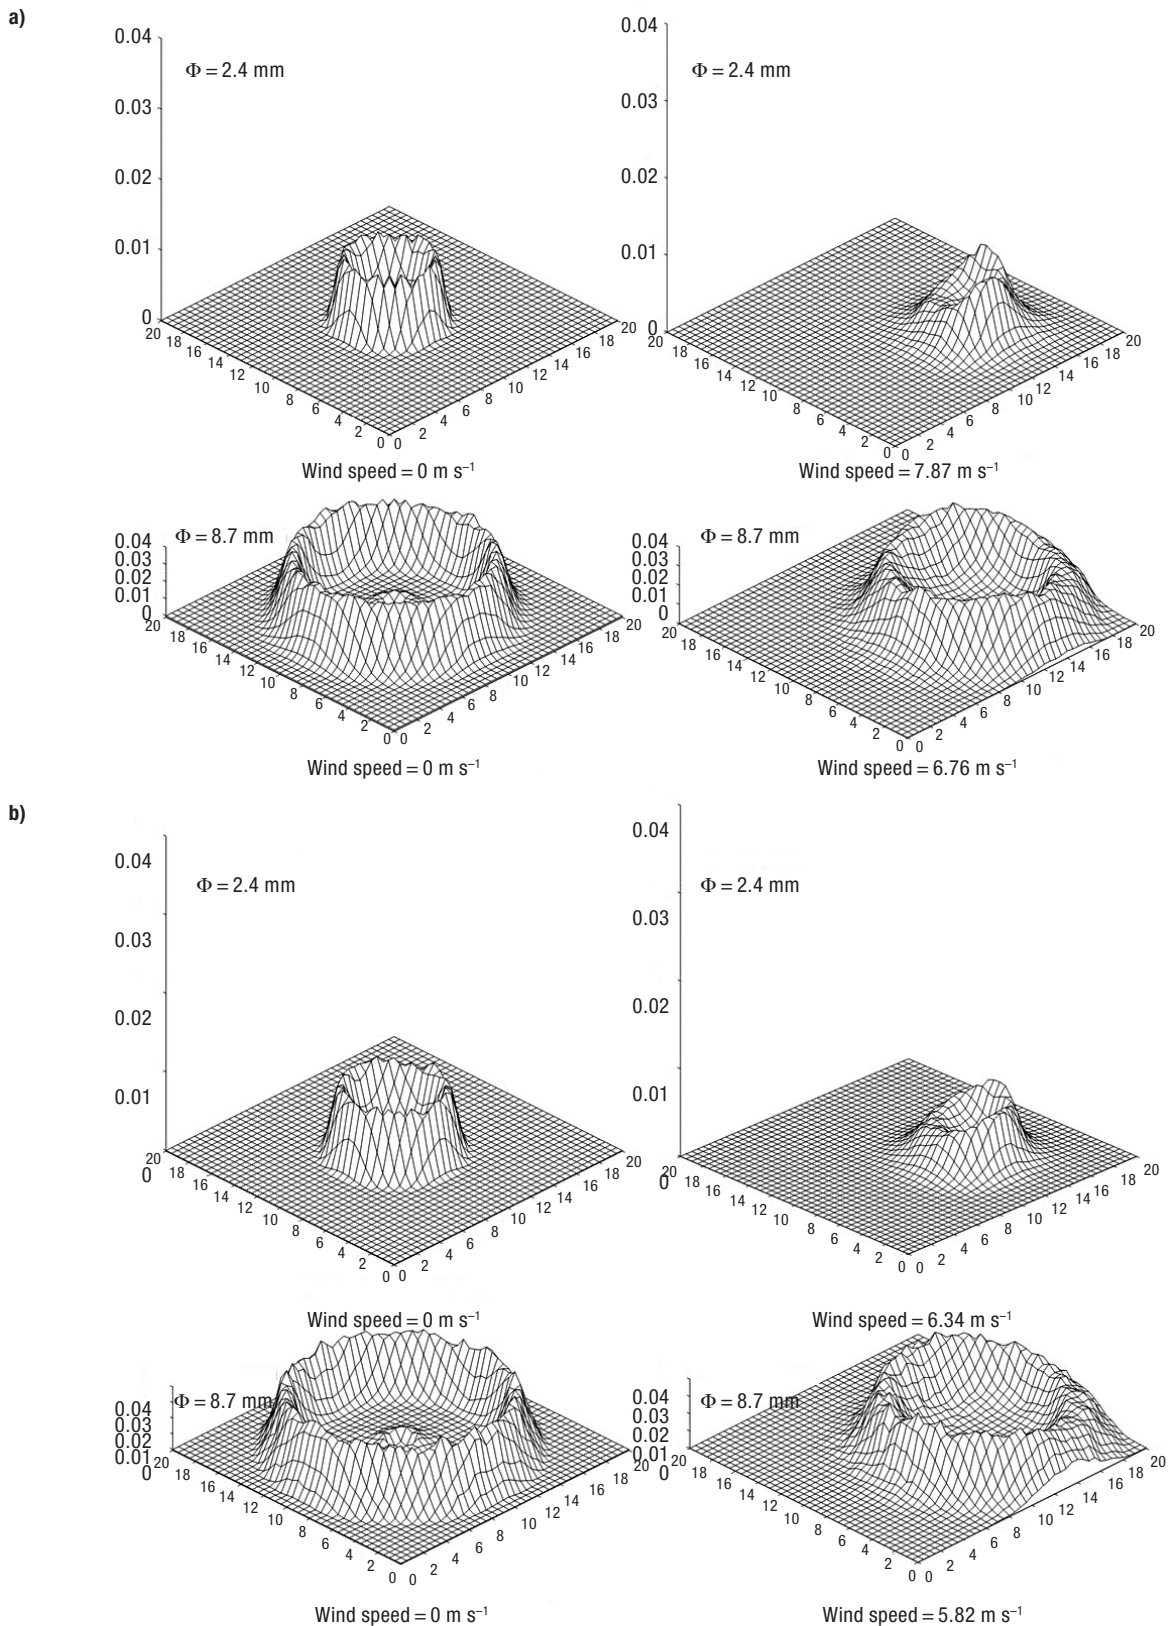 a)
0.04
Φ = 2.4 mm
0.03
0.02
0.01
0
20 18 16 14 12 10 8 6 4 2 0
0 2 4 6 8 10 12 14 16 18 20
Wind speed = 0 m s⁻¹
0.04
Φ = 2.4 mm
0.03
0.02
0.01
0
20 18 16 14 12 10 8 6 4 2 0
0 2 4 6 8 10 12 14 16 18 20
Wind speed = 7.87 m s⁻¹
Φ = 8.7 mm
0.04
0.03
0.02
0.01
0
20 18 16 14 12 10 8 6 4 2 0
0 2 4 6 8 10 12 14 16 18 20
Wind speed = 0 m s⁻¹
Φ = 8.7 mm
0.04
0.03
0.02
0.01
0
20 18 16 14 12 10 8 6 4 2 0
0 2 4 6 8 10 12 14 16 18 20
Wind speed = 6.76 m s⁻¹
b)
0.04
Φ = 2.4 mm
0.03
0.02
0.01
0
20 18 16 14 12 10 8 6 4 2 0
0 2 4 6 8 10 12 14 16 18 20
Wind speed = 0 m s⁻¹
0.04
Φ = 2.4 mm
0.03
0.02
0.01
0
20 18 16 14 12 10 8 6 4 2 0
0 2 4 6 8 10 12 14 16 18 20
Wind speed = 6.34 m s⁻¹
Φ = 8.7 mm
0.04
0.03
0.02
0.01
0
20 18 16 14 12 10 8 6 4 2 0
0 2 4 6 8 10 12 14 16 18 20
Wind speed = 0 m s⁻¹
Φ = 8.7 mm
0.04
0.03
0.02
0.01
0
20 18 16 14 12 10 8 6 4 2 0
0 2 4 6 8 10 12 14 16 18 20
Wind speed = 5.82 m s⁻¹